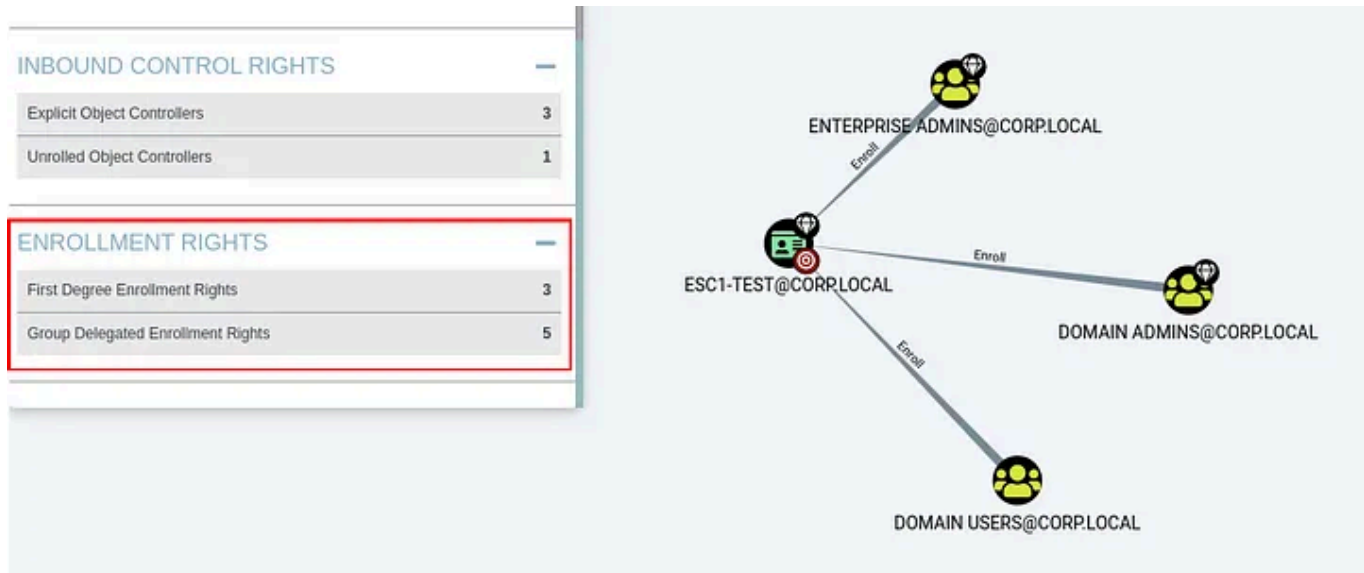 INBOUND CONTROL RIGHTS
Explicit Object Controllers 3
Unrolled Object Controllers 1
ENROLLMENT RIGHTS
First Degree Enrollment Rights 3
Group Delegated Enrollment Rights 5
ENTERPRISE ADMINS@CORP.LOCAL
Enroll
ESC1-TEST@CORP.LOCAL
Enroll
DOMAIN ADMINS@CORP.LOCAL
Enroll
DOMAIN USERS@CORP.LOCAL